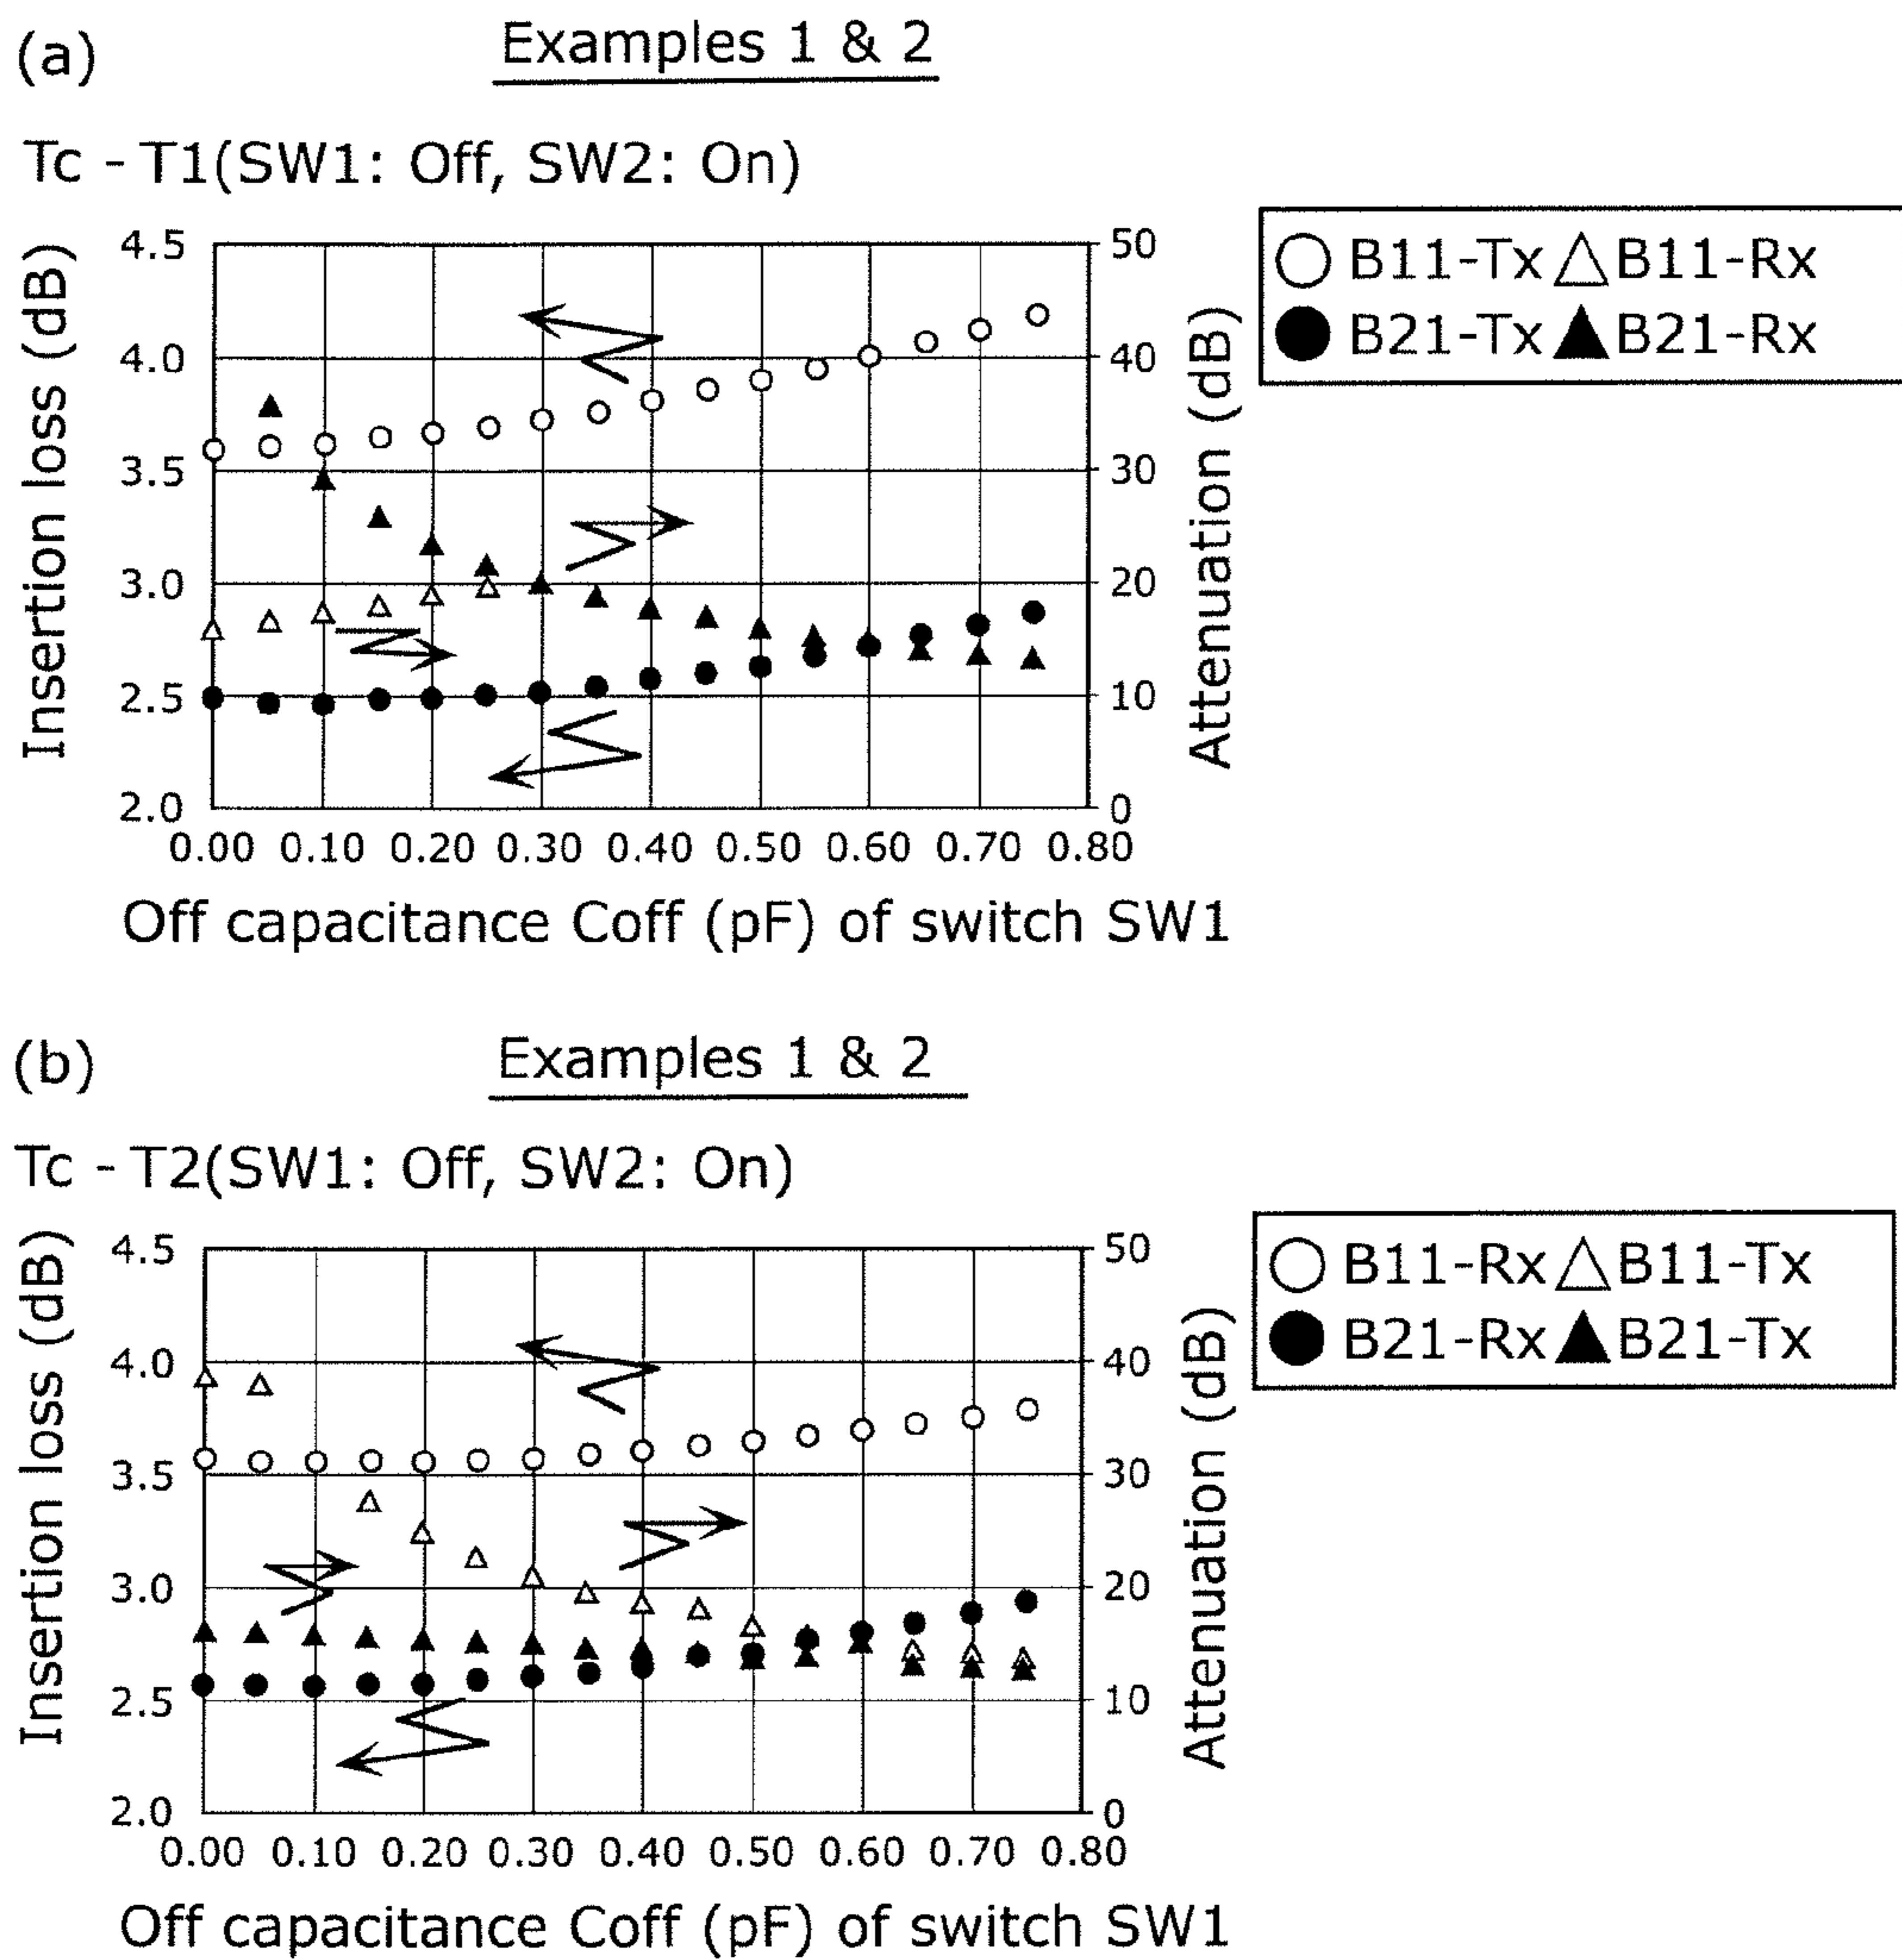 (a)
Examples 1 & 2
Tc - T1(SW1: Off, SW2: On)
Insertion loss (dB)
4.5
4.0
3.5
3.0
2.5
2.0
50
40
30
20
10
0
Attenuation (dB)
○ B11-Tx △ B11-Rx
● B21-Tx ▲ B21-Rx
0.00 0.10 0.20 0.30 0.40 0.50 0.60 0.70 0.80
Off capacitance Coff (pF) of switch SW1
(b)
Examples 1 & 2
Tc - T2(SW1: Off, SW2: On)
Insertion loss (dB)
4.5
4.0
3.5
3.0
2.5
2.0
50
40
30
20
10
0
Attenuation (dB)
○ B11-Rx △ B11-Tx
● B21-Rx ▲ B21-Tx
0.00 0.10 0.20 0.30 0.40 0.50 0.60 0.70 0.80
Off capacitance Coff (pF) of switch SW1